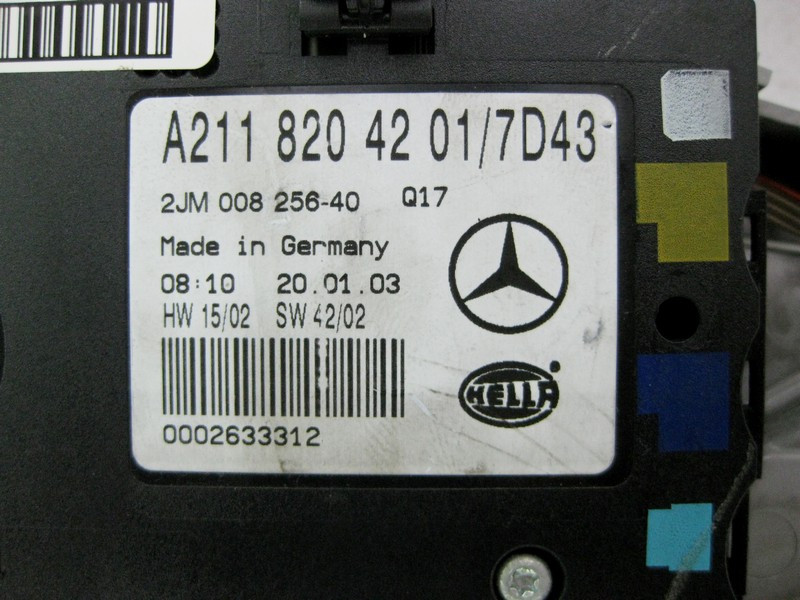 A211 820 42 01/7D43
2JM 008 256-40 Q17
Made in Germany
08:10 20.01.03
HW 15/02 SW 42/02
HELLA
0002633312